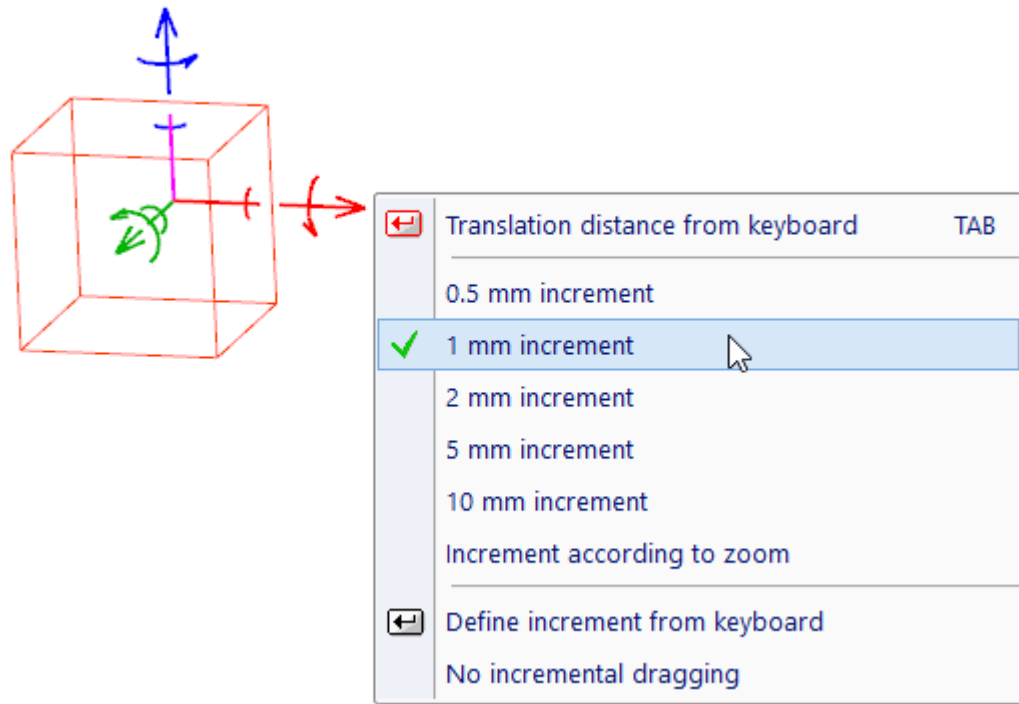 Translation distance from keyboard TAB
0.5 mm increment
1 mm increment
2 mm increment
5 mm increment
10 mm increment
Increment according to zoom
Define increment from keyboard
No incremental dragging